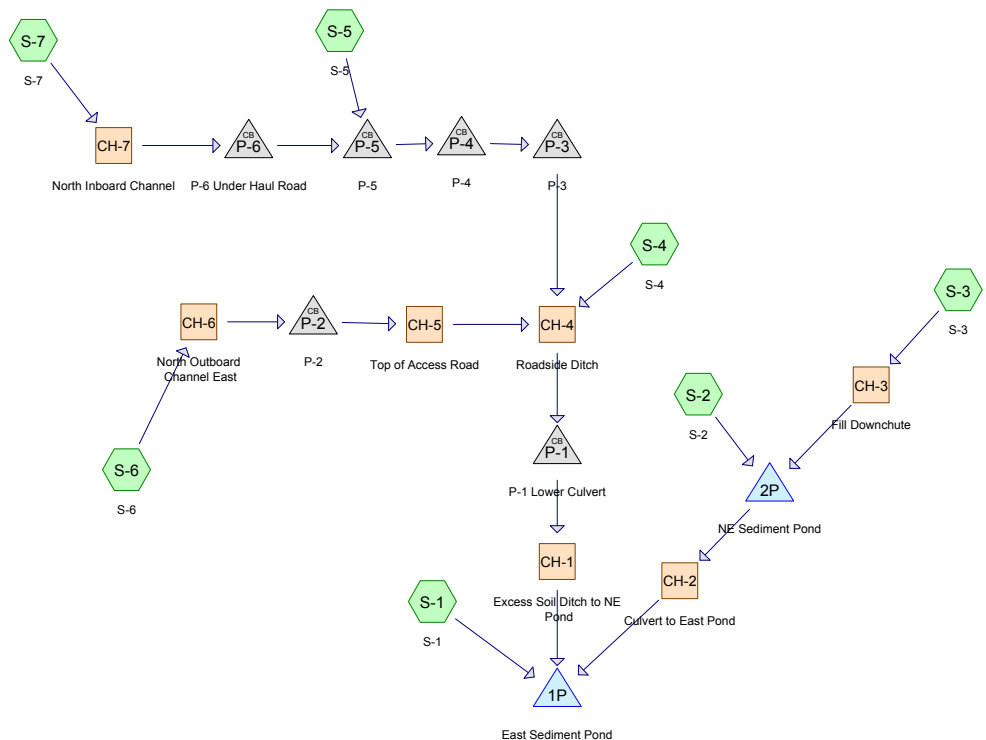 S-7
S-7
S-5
S-5
CH-7
North Inboard Channel
CB
P-6
P-6 Under Haul Road
CB
P-5
P-5
CB
P-4
P-4
CB
P-3
P-3
S-4
S-4
S-3
S-3
CH-6
North Outboard
Channel East
CB
P-2
P-2
CH-5
Top of Access Road
CH-4
Roadside Ditch
S-2
S-2
CH-3
Fill Downchute
S-6
S-6
CB
P-1
P-1 Lower Culvert
2P
NE Sediment Pond
CH-1
Excess Soil Ditch to NE
Pond
CH-2
Culvert to East Pond
S-1
S-1
1P
East Sediment Pond